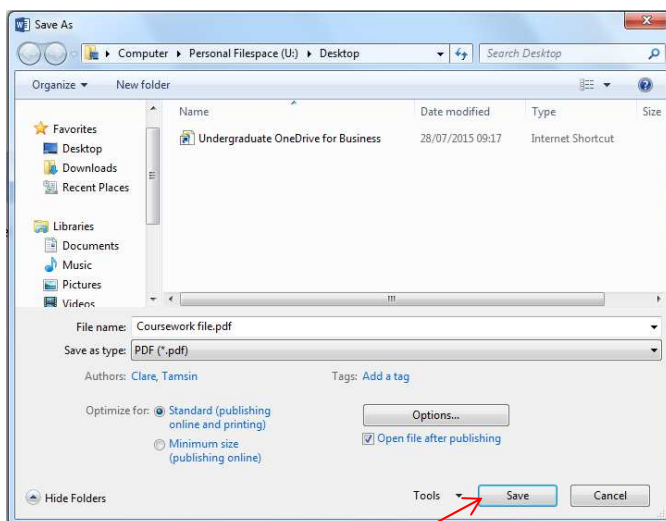 Save As
Computer Personal Filespace (U:) Desktop Search Desktop
Organize New folder
Name Date modified Type Size
Favorites
Desktop
Downloads
Recent Places
Libraries
Documents
Music
Pictures
Videos
Undergraduate OneDrive for Business 28/07/2015 09:17 Internet Shortcut
File name: Coursework file.pdf
Save as type: PDF (*.pdf)
Authors: Clare, Tamsin Tags: Add a tag
Optimize for: Standard (publishing
online and printing)
Minimum size
(publishing online)
Options...
Open file after publishing
Hide Folders Tools Save Cancel